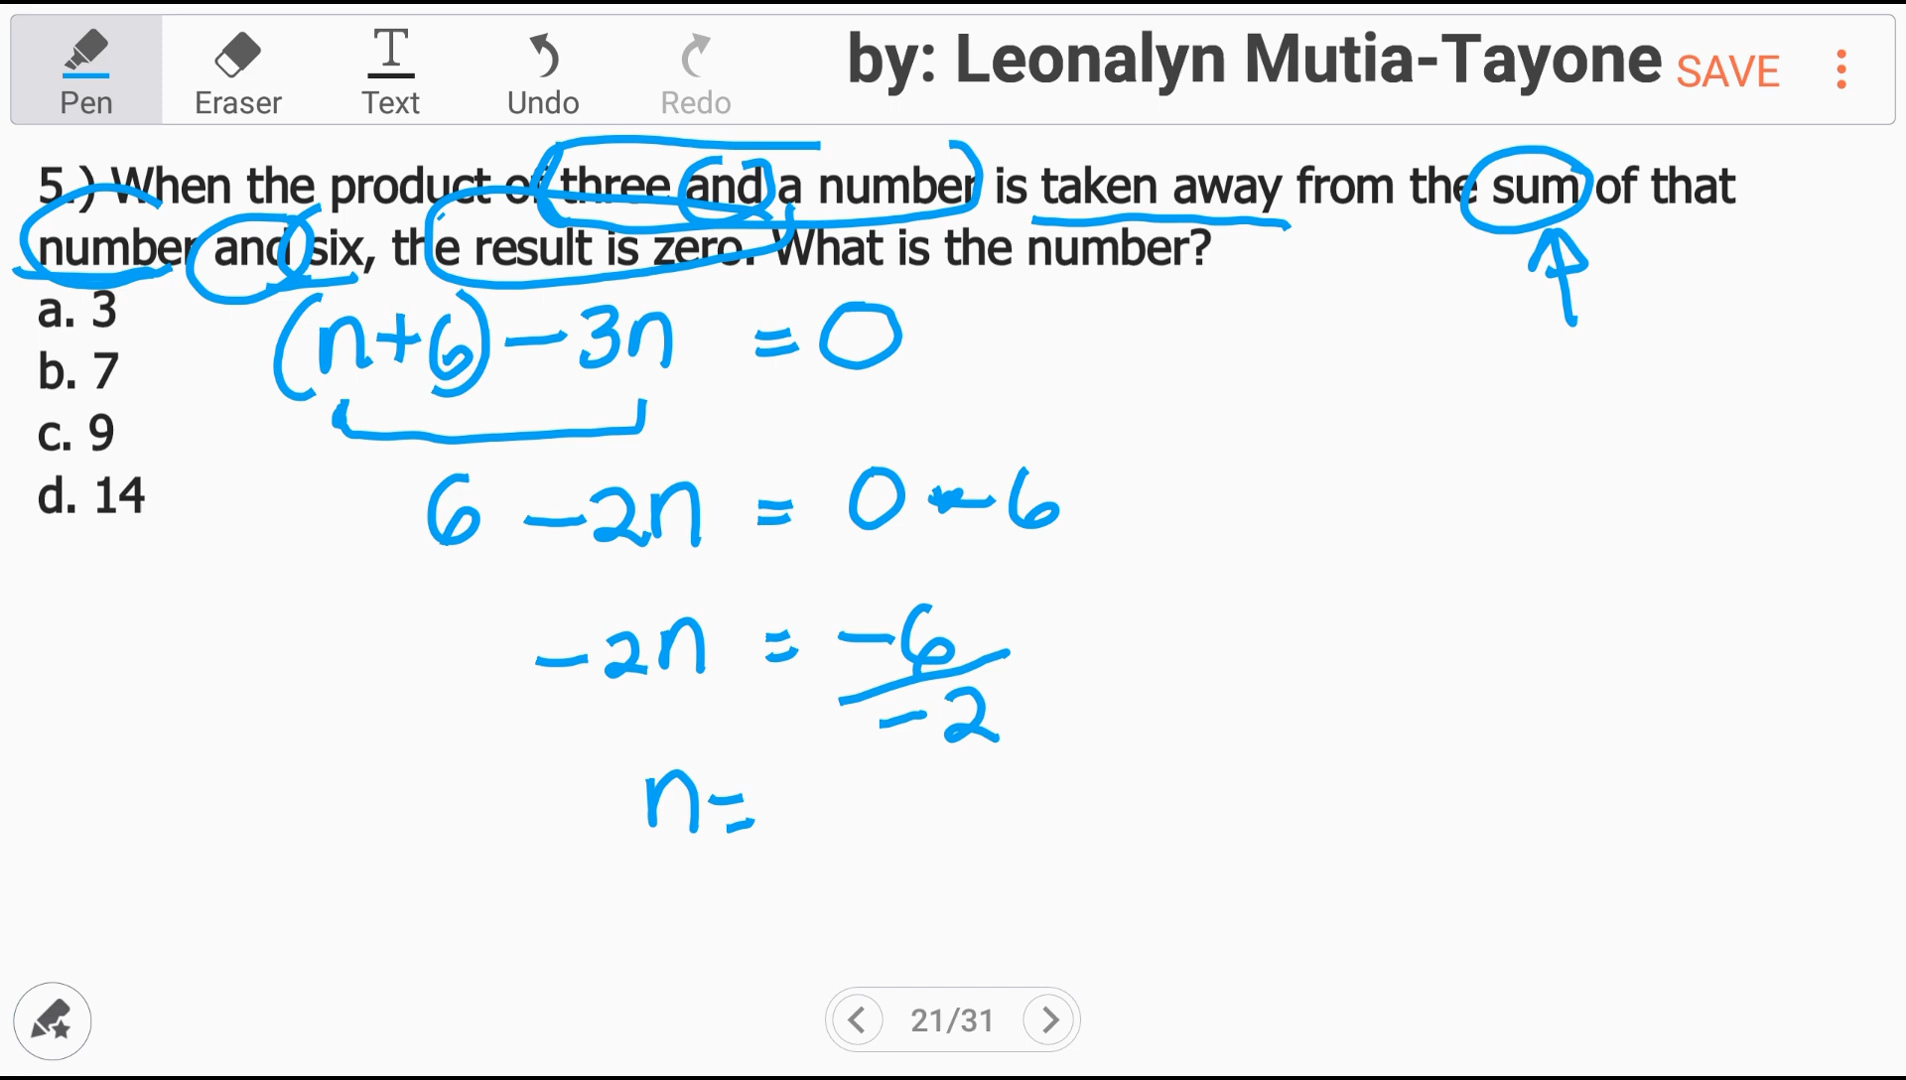 Pen Eraser Text Undo Redo by: Leonalyn Mutia-Tayone SAVE
5.) When the product of three and a number is taken away from the sum of that
number and six, the result is zero. What is the number?
a. 3
b. 7
c. 9
d. 14
(n+6) - 3n = 0
6 - 2n = 0 - 6
-2n = -6
-2
n =
21/31